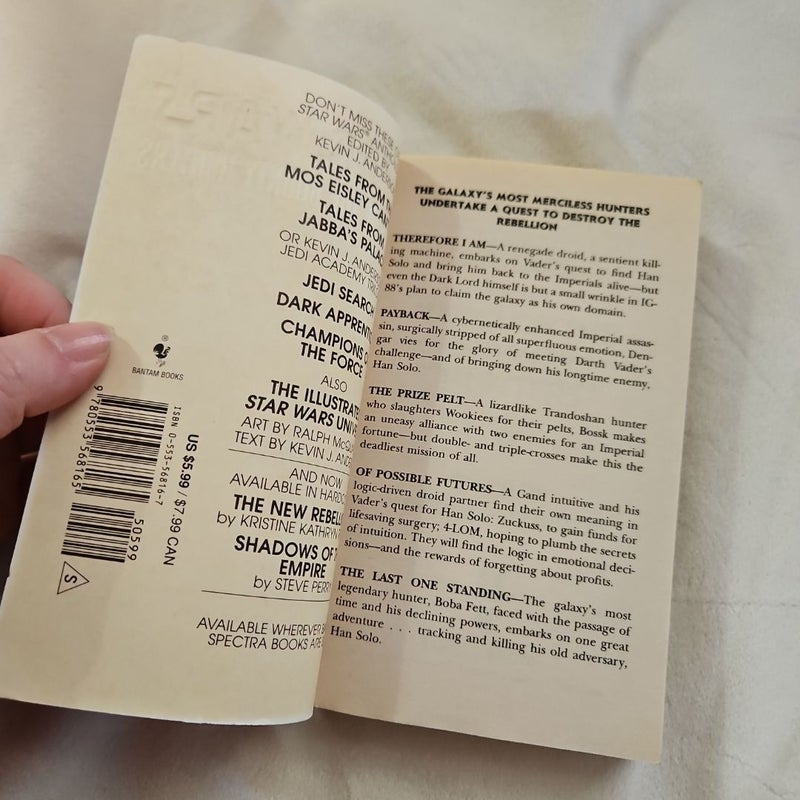 DON'T MISS THESE
STAR WARS® ANTH
EDITED BY
KEVIN J. ANDERS
TALES FROM
MOS EISLEY CAN
TALES FROM
JABBA'S PALAC
OR KEVIN J. ANDERS
JEDI ACADEMY TRI
JEDI SEARCH
DARK APPRENT
CHAMPIONS O
THE FORCE
ALSO
THE ILLUSTRATE
STAR WARS UNIV
ART BY RALPH McQU
TEXT BY KEVIN J. ANDE
AND NOW
AVAILABLE IN HARDC
THE NEW REBELL
by KRISTINE KATHRYN
SHADOWS OF T
EMPIRE
by STEVE PERRY
AVAILABLE WHEREVER B
SPECTRA BOOKS ARE
BANTAM BOOKS
9 780553 568165
50599
ISBN 0-553-56816-7
US $5.99 / $7.99 CAN
S
THE GALAXY'S MOST MERCILESS HUNTERS
UNDERTAKE A QUEST TO DESTROY THE
REBELLION
THEREFORE I AM—A renegade droid, a sentient kill-
ing machine, embarks on Vader's quest to find Han
Solo and bring him back to the Imperials alive—but
even the Dark Lord himself is but a small wrinkle in IG-
88's plan to claim the galaxy as his own domain.
PAYBACK—A cybernetically enhanced Imperial assas-
sin, surgically stripped of all superfluous emotion, Den-
gar vies for the glory of meeting Darth Vader's
challenge—and of bringing down his longtime enemy,
Han Solo.
THE PRIZE PELT—A lizardlike Trandoshan hunter
who slaughters Wookiees for their pelts, Bossk makes
an uneasy alliance with two enemies for an Imperial
fortune—but double- and triple-crosses make this the
deadliest mission of all.
OF POSSIBLE FUTURES—A Gand intuitive and his
logic-driven droid partner find their own meaning in
Vader's quest for Han Solo: Zuckuss, to gain funds for
lifesaving surgery; 4-LOM, hoping to plumb the secrets
of intuition. They will find the logic in emotional deci-
sions—and the rewards of forgetting about profits.
THE LAST ONE STANDING—The galaxy's most
legendary hunter, Boba Fett, faced with the passage of
time and his declining powers, embarks on one great
adventure . . . tracking and killing his old adversary,
Han Solo.